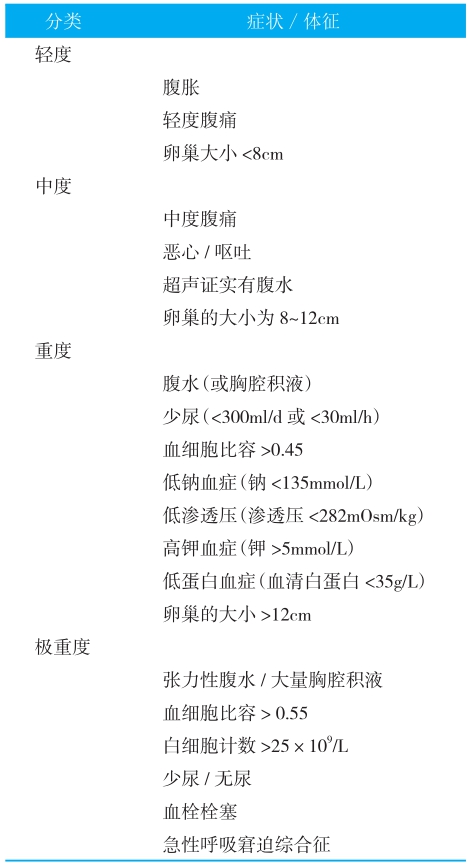 分类 症状 / 体征
轻度
腹胀
轻度腹痛
卵巢大小 <8cm
中度
中度腹痛
恶心 / 呕吐
超声证实有腹水
卵巢的大小为 8~12cm
重度
腹水（或胸腔积液）
少尿（<300ml/d 或 <30ml/h）
血细胞比容 >0.45
低钠血症（钠 <135mmol/L）
低渗透压（渗透压 <282mOsm/kg）
高钾血症（钾 >5mmol/L）
低蛋白血症（血清白蛋白 <35g/L）
卵巢的大小 >12cm
极重度
张力性腹水 / 大量胸腔积液
血细胞比容 > 0.55
白细胞计数 >25 × 10⁹/L
少尿 / 无尿
血栓栓塞
急性呼吸窘迫综合征